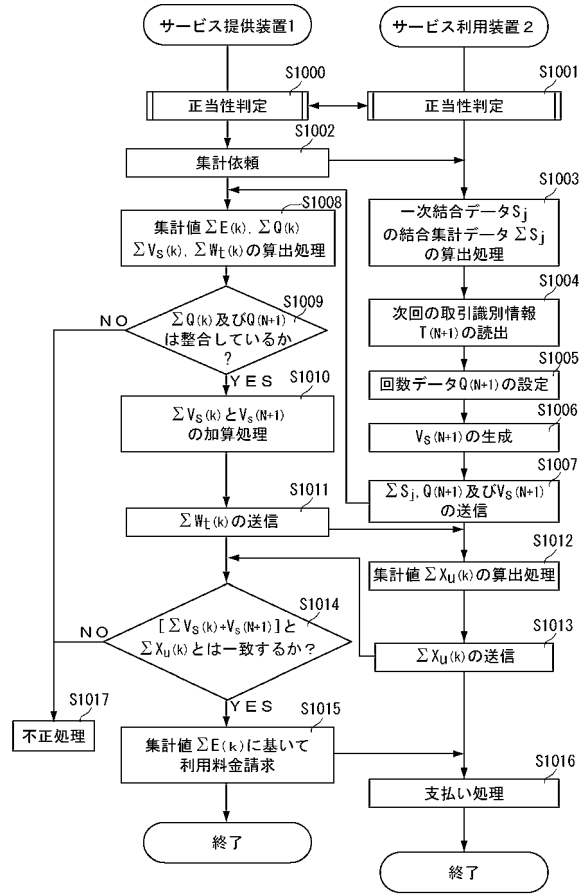 サービス提供装置1
サービス利用装置2
S1000
正当性判定
S1001
正当性判定
S1002
集計依頼
S1003
一次結合データSj
の結合集計データΣSj
の算出処理
S1008
集計値ΣE(k), ΣQ(k)
ΣVs(k), ΣWt(k)の算出処理
S1004
次回の取引識別情報
T(N+1)の読出
S1009
NO
ΣQ(k)及びQ(N+1)
は整合しているか
?
YES
S1005
回数データQ(N+1)の設定
S1010
ΣVs(k)とVs(N+1)
の加算処理
S1006
Vs(N+1)の生成
S1007
ΣSj, Q(N+1)及びVs(N+1)
の送信
S1011
ΣWt(k)の送信
S1012
集計値ΣXu(k)の算出処理
S1014
NO
[ΣVs(k)+Vs(N+1)]と
ΣXu(k)とは一致するか?
YES
S1013
ΣXu(k)の送信
S1017
不正処理
S1015
集計値ΣE(k)に基いて
利用料金請求
S1016
支払い処理
終了
終了